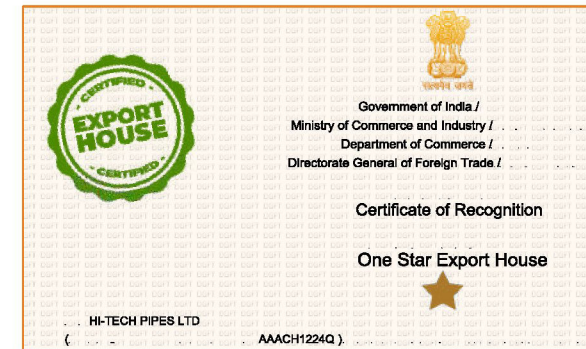 CERTIFIED
EXPORT
HOUSE
CERTIFIED
सत्यमेव जयते
Government of India /
Ministry of Commerce and Industry /
Department of Commerce /
Directorate General of Foreign Trade /
Certificate of Recognition
One Star Export House
HI-TECH PIPES LTD
( AAACH1224Q )